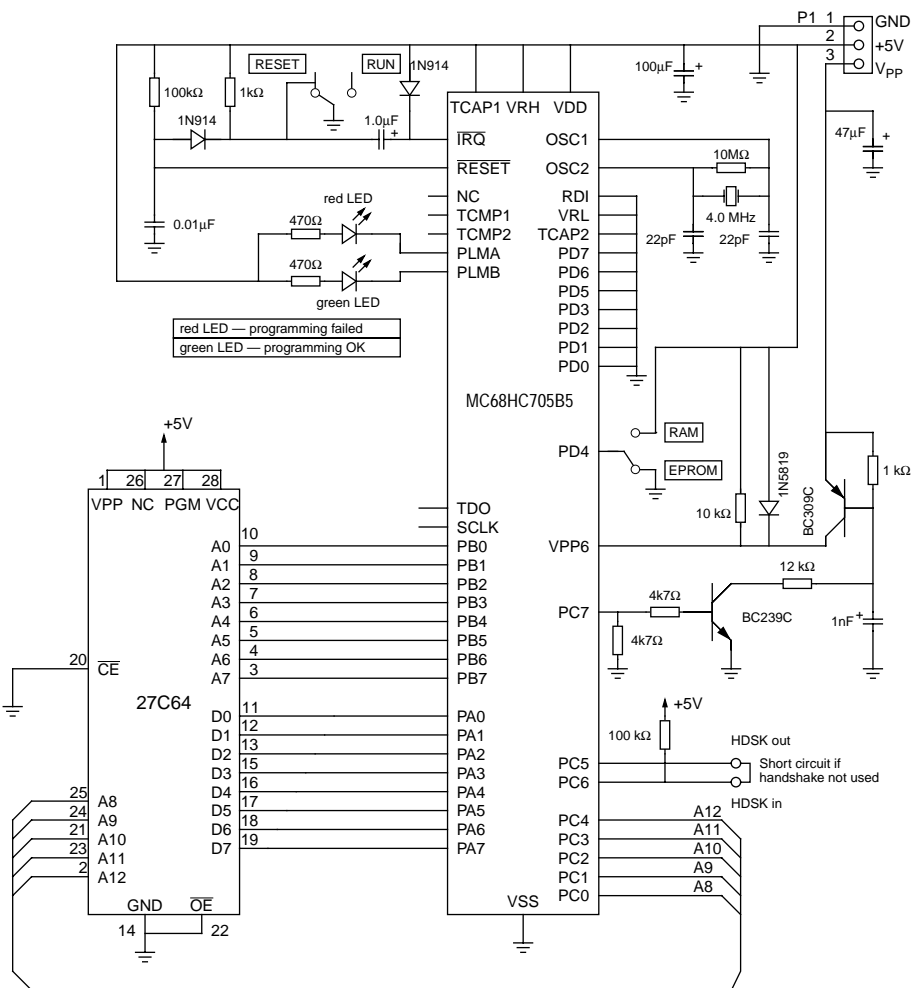 P1 1 GND
2 +5V
3 VPP
RESET RUN 1N914
100µF +
100kΩ 1kΩ
TCAP1 VRH VDD
1N914 1.0µF +
47µF +
IRQ OSC1
10MΩ
RESET OSC2
NC RDI
red LED
TCMP1 VRL
4.0 MHz
0.01µF 470Ω
TCMP2 TCAP2
22pF 22pF
PLMA PD7
470Ω PLMB PD6
PD5
green LED
PD3
red LED — programming failed
PD2
green LED — programming OK
PD1
PD0
MC68HC705B5
+5V
RAM
PD4
EPROM
1N5819
1 kΩ
1 26 27 28
VPP NC PGM VCC
TDO
10 kΩ
BC309C
SCLK
A0 10 PB0 VPP6
A1 9 PB1
A2 8 PB2
12 kΩ
A3 7 PB3
4k7Ω
A4 6 PB4 PC7
BC239C
1nF +
A5 5 PB5
4k7Ω
20 CE
A6 4 PB6
A7 3 PB7
27C64
+5V
D0 11 PA0
100 kΩ
D1 12 PA1
HDSK out
D2 13 PA2
PC5
Short circuit if
D3 15 PA3
PC6
handshake not used
D4 16 PA4
HDSK in
25 A8
D5 17 PA5
PC4 A12
24 A9
D6 18 PA6
PC3 A11
21 A10
D7 19 PA7
PC2 A10
23 A11
PC1 A9
2 A12
PC0 A8
GND OE
VSS
14 22